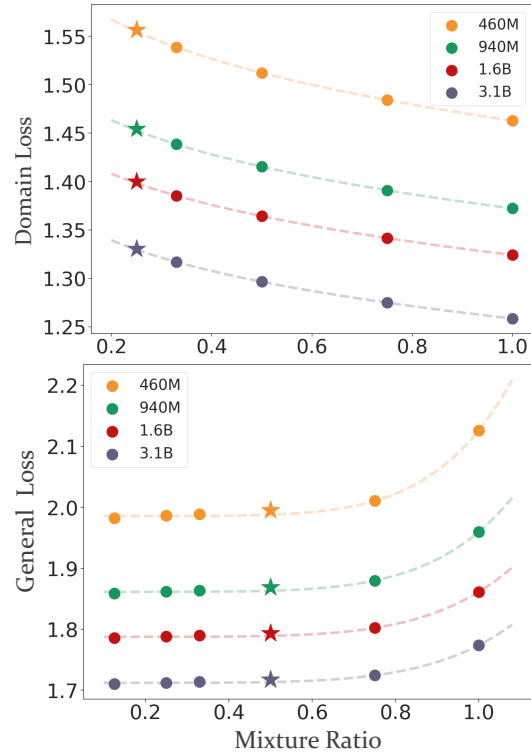 Domain Loss
1.55
1.50
1.45
1.40
1.35
1.30
1.25
460M
940M
1.6B
3.1B
0.2 0.4 0.6 0.8 1.0
General Loss
2.2
2.1
2.0
1.9
1.8
1.7
460M
940M
1.6B
3.1B
0.2 0.4 0.6 0.8 1.0
Mixture Ratio